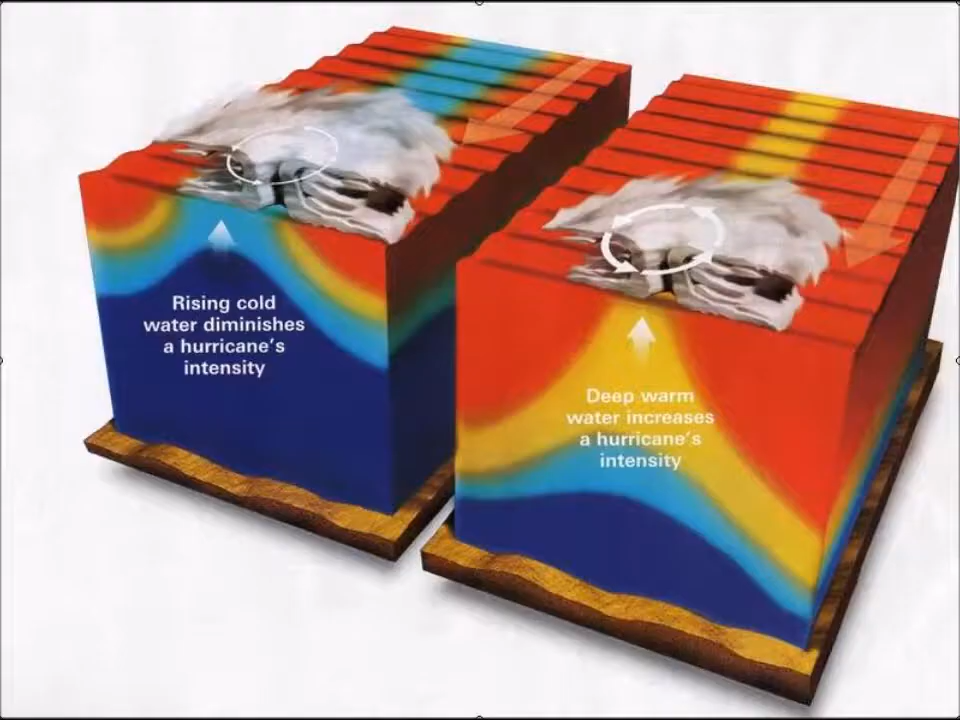 Rising cold
water diminishes
a hurricane's
intensity
Deep warm
water increases
a hurricane's
intensity